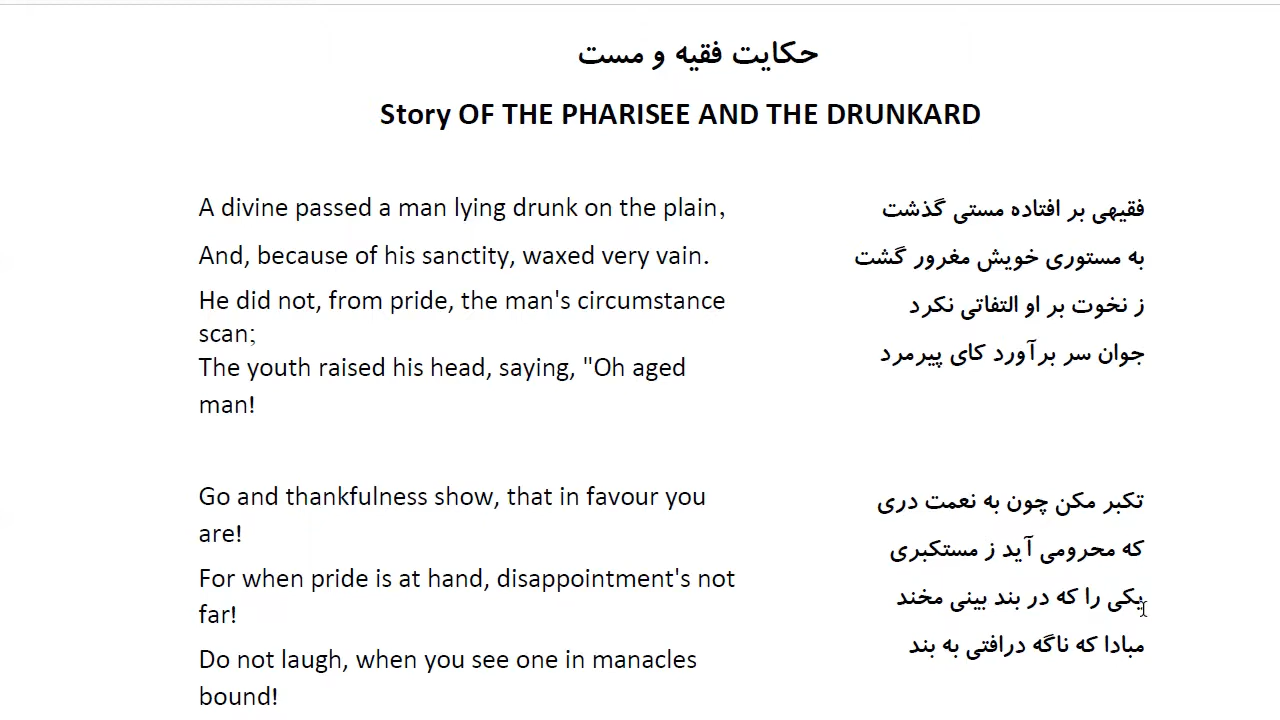 حکایت فقیه و مست
Story OF THE PHARISEE AND THE DRUNKARD
A divine passed a man lying drunk on the plain,
And, because of his sanctity, waxed very vain.
He did not, from pride, the man's circumstance
scan;
The youth raised his head, saying, "Oh aged
man!
فقیهی بر افتاده مستی گذشت
به مستوری خویش مغرور گشت
ز نخوت بر او التفاتی نکرد
جوان سر برآورد کای پیرمرد
Go and thankfulness show, that in favour you
are!
For when pride is at hand, disappointment's not
far!
Do not laugh, when you see one in manacles
bound!
تکبر مکن چون به نعمت دری
که محرومی آید ز مستکبری
یکی را که در بند بینی مخند
مبادا که ناگه درافتی به بند